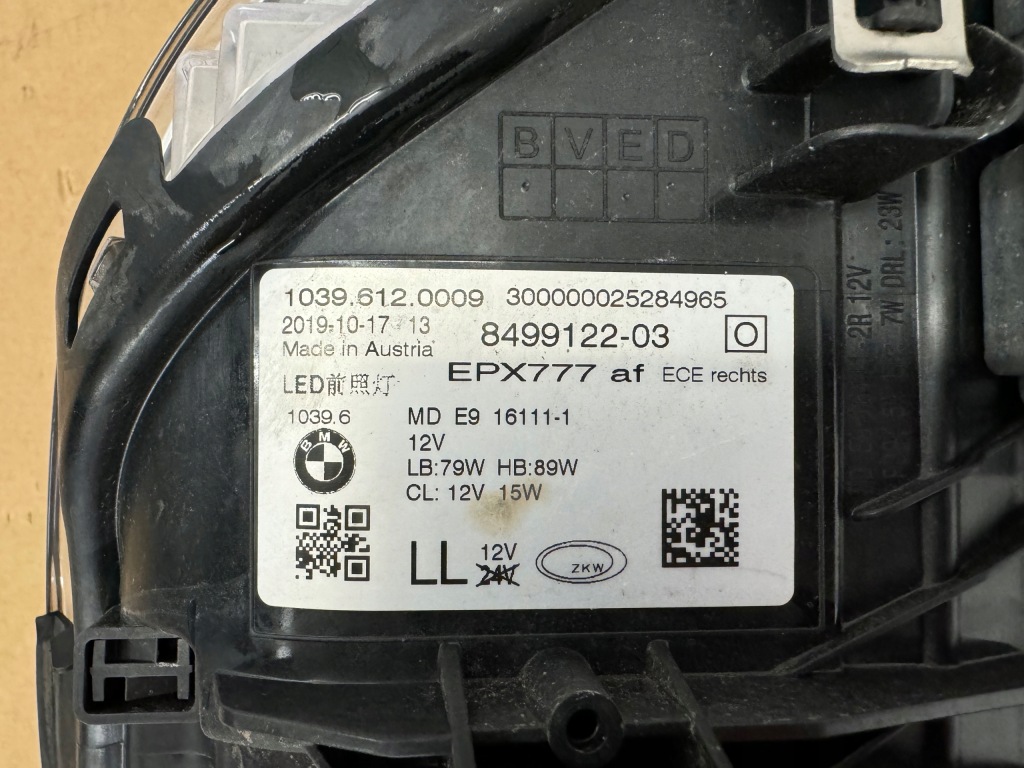 B V E D
1039.612.0009 300000025284965
2019-10-17 13
8499122-03
O
Made in Austria
EPX777 af ECE rechts
LED前照灯
1039.6
MD E9 16111-1
BMW
12V
LB:79W HB:89W
CL: 12V 15W
LL
12V
24V
ZKW
2R 12V
7W DRL: 23W